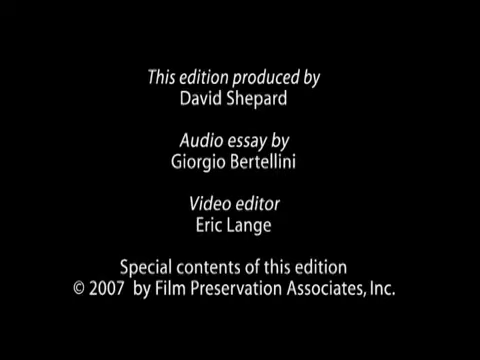 This edition produced by
David Shepard
Audio essay by
Giorgio Bertellini
Video editor
Eric Lange
Special contents of this edition
© 2007 by Film Preservation Associates, Inc.